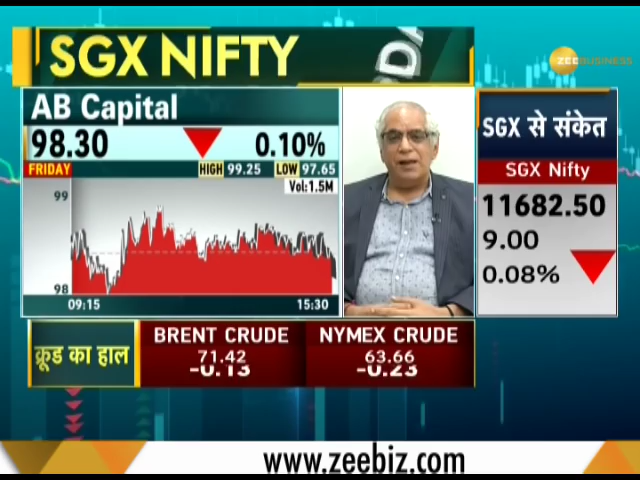 SGX NIFTY
ZEE BUSINESS
AB Capital
98.30 0.10%
FRIDAY HIGH 99.25 LOW 97.65
Vol:1.5M
99
98
09:15 15:30
SGX से संकेत
SGX Nifty
11682.50
9.00
0.08%
क्रूड का हाल
BRENT CRUDE
71.42
-0.13
NYMEX CRUDE
63.66
-0.23
www.zeebiz.com